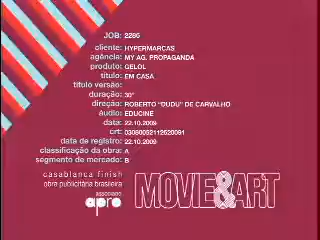 JOB: 2286
cliente: HYPERMARCAS
agência: MY AG. PROPAGANDA
produto: GELOL
título: EM CASA
título versão:
duração: 30"
direção: ROBERTO "DUDU" DE CARVALHO
áudio: EDUCINE
data: 22.10.2009
crt: 03080052112620091
data de registro: 22.10.2009
classificação da obra: A
segmento de mercado: B
casablanca finish
obra publicitária brasileira
associado
apro
MOVIE&ART